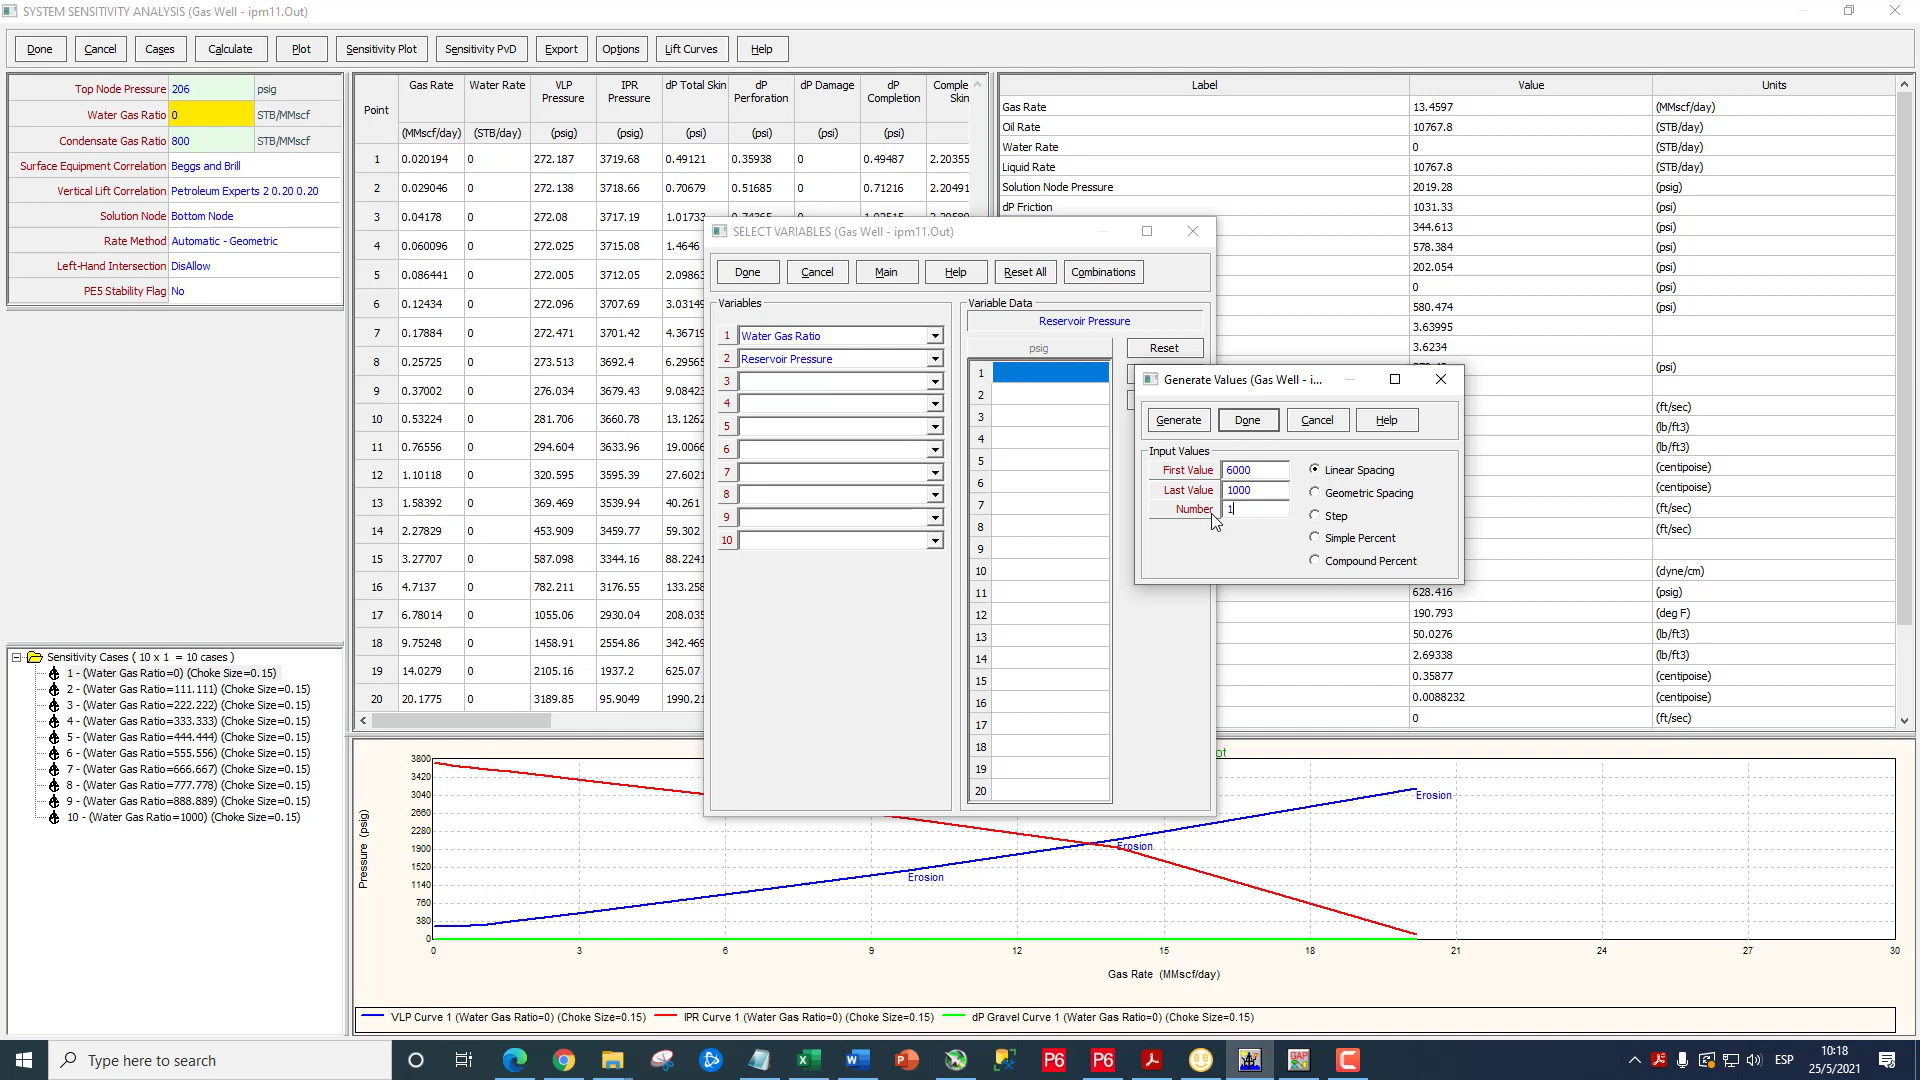 SYSTEM SENSITIVITY ANALYSIS (Gas Well - ipm11.Out)
Done Cancel Cases Calculate Plot Sensitivity Plot Sensitivity PvD Export Options Lift Curves Help
Top Node Pressure 206 psig
Water Gas Ratio 0 STB/MMscf
Condensate Gas Ratio 800 STB/MMscf
Surface Equipment Correlation Beggs and Brill
Vertical Lift Correlation Petroleum Experts 2 0.20 0.20
Solution Node Bottom Node
Rate Method Automatic - Geometric
Left-Hand Intersection DisAllow
PE5 Stability Flag No
Point Gas Rate Water Rate VLP Pressure IPR Pressure dP Total Skin dP Perforation dP Damage dP Completion Comple Skin
(MMscf/day) (STB/day) (psig) (psig) (psi) (psi) (psi) (psi)
1 0.020194 0 272.187 3719.68 0.49121 0.35938 0 0.49487 2.20355
2 0.029046 0 272.138 3718.66 0.70679 0.51685 0 0.71216 2.20491
3 0.04178 0 272.08 3717.19 1.01733
4 0.060096 0 272.025 3715.08 1.4646
5 0.086441 0 272.005 3712.05 2.0986
6 0.12434 0 272.096 3707.69 3.0314
7 0.17884 0 272.471 3701.42 4.3671
8 0.25725 0 273.513 3692.4 6.2956
9 0.37002 0 276.034 3679.43 9.0842
10 0.53224 0 281.706 3660.78 13.1262
11 0.76556 0 294.604 3633.96 19.0066
12 1.10118 0 320.595 3595.39 27.602
13 1.58392 0 369.469 3539.94 40.261
14 2.27829 0 453.909 3459.77 59.302
15 3.27707 0 587.098 3344.16 88.224
16 4.7137 0 782.211 3176.55 133.258
17 6.78014 0 1055.06 2930.04 208.035
18 9.75248 0 1458.91 2554.86 342.469
19 14.0279 0 2105.16 1937.2 625.07
20 20.1775 0 3189.85 95.9049 1990.2
Label Value Units
Gas Rate 13.4597 (MMscf/day)
Oil Rate 10767.8 (STB/day)
Water Rate 0 (STB/day)
Liquid Rate 10767.8 (STB/day)
Solution Node Pressure 2019.28 (psig)
dP Friction 1031.33 (psi)
344.613 (psi)
578.384 (psi)
202.054 (psi)
0 (psi)
580.474 (psi)
3.63995
3.6234
(psi)
(ft/sec)
(lb/ft3)
(lb/ft3)
(centipoise)
(centipoise)
(ft/sec)
(ft/sec)
(dyne/cm)
628.416 (psig)
190.793 (deg F)
50.0276 (lb/ft3)
2.69338 (lb/ft3)
0.35877 (centipoise)
0.0088232 (centipoise)
0 (ft/sec)
SELECT VARIABLES (Gas Well - ipm11.Out)
Done Cancel Main Help Reset All Combinations
Variables
1 Water Gas Ratio
2 Reservoir Pressure
3
4
5
6
7
8
9
10
Variable Data
Reservoir Pressure
psig
Reset
1
2
3
4
5
6
7
8
9
10
11
12
13
14
15
16
17
18
19
20
Generate Values (Gas Well - i...
Generate Done Cancel Help
Input Values
First Value 6000
Last Value 1000
Number 1
Linear Spacing
Geometric Spacing
Step
Simple Percent
Compound Percent
Sensitivity Cases ( 10 x 1 = 10 cases )
1 - (Water Gas Ratio=0) (Choke Size=0.15)
2 - (Water Gas Ratio=111.111) (Choke Size=0.15)
3 - (Water Gas Ratio=222.222) (Choke Size=0.15)
4 - (Water Gas Ratio=333.333) (Choke Size=0.15)
5 - (Water Gas Ratio=444.444) (Choke Size=0.15)
6 - (Water Gas Ratio=555.556) (Choke Size=0.15)
7 - (Water Gas Ratio=666.667) (Choke Size=0.15)
8 - (Water Gas Ratio=777.778) (Choke Size=0.15)
9 - (Water Gas Ratio=888.889) (Choke Size=0.15)
10 - (Water Gas Ratio=1000) (Choke Size=0.15)
Pressure (psig)
3800
3420
3040
2660
2280
1900
1520
1140
760
380
0
Erosion
Erosion
Erosion
0 3 6 9 12 15 18 21 24 27 30
Gas Rate (MMscf/day)
VLP Curve 1 (Water Gas Ratio=0) (Choke Size=0.15) IPR Curve 1 (Water Gas Ratio=0) (Choke Size=0.15) dP Gravel Curve 1 (Water Gas Ratio=0) (Choke Size=0.15)
Type here to search
P6 P6 GAP
ESP
10:18
25/5/2021